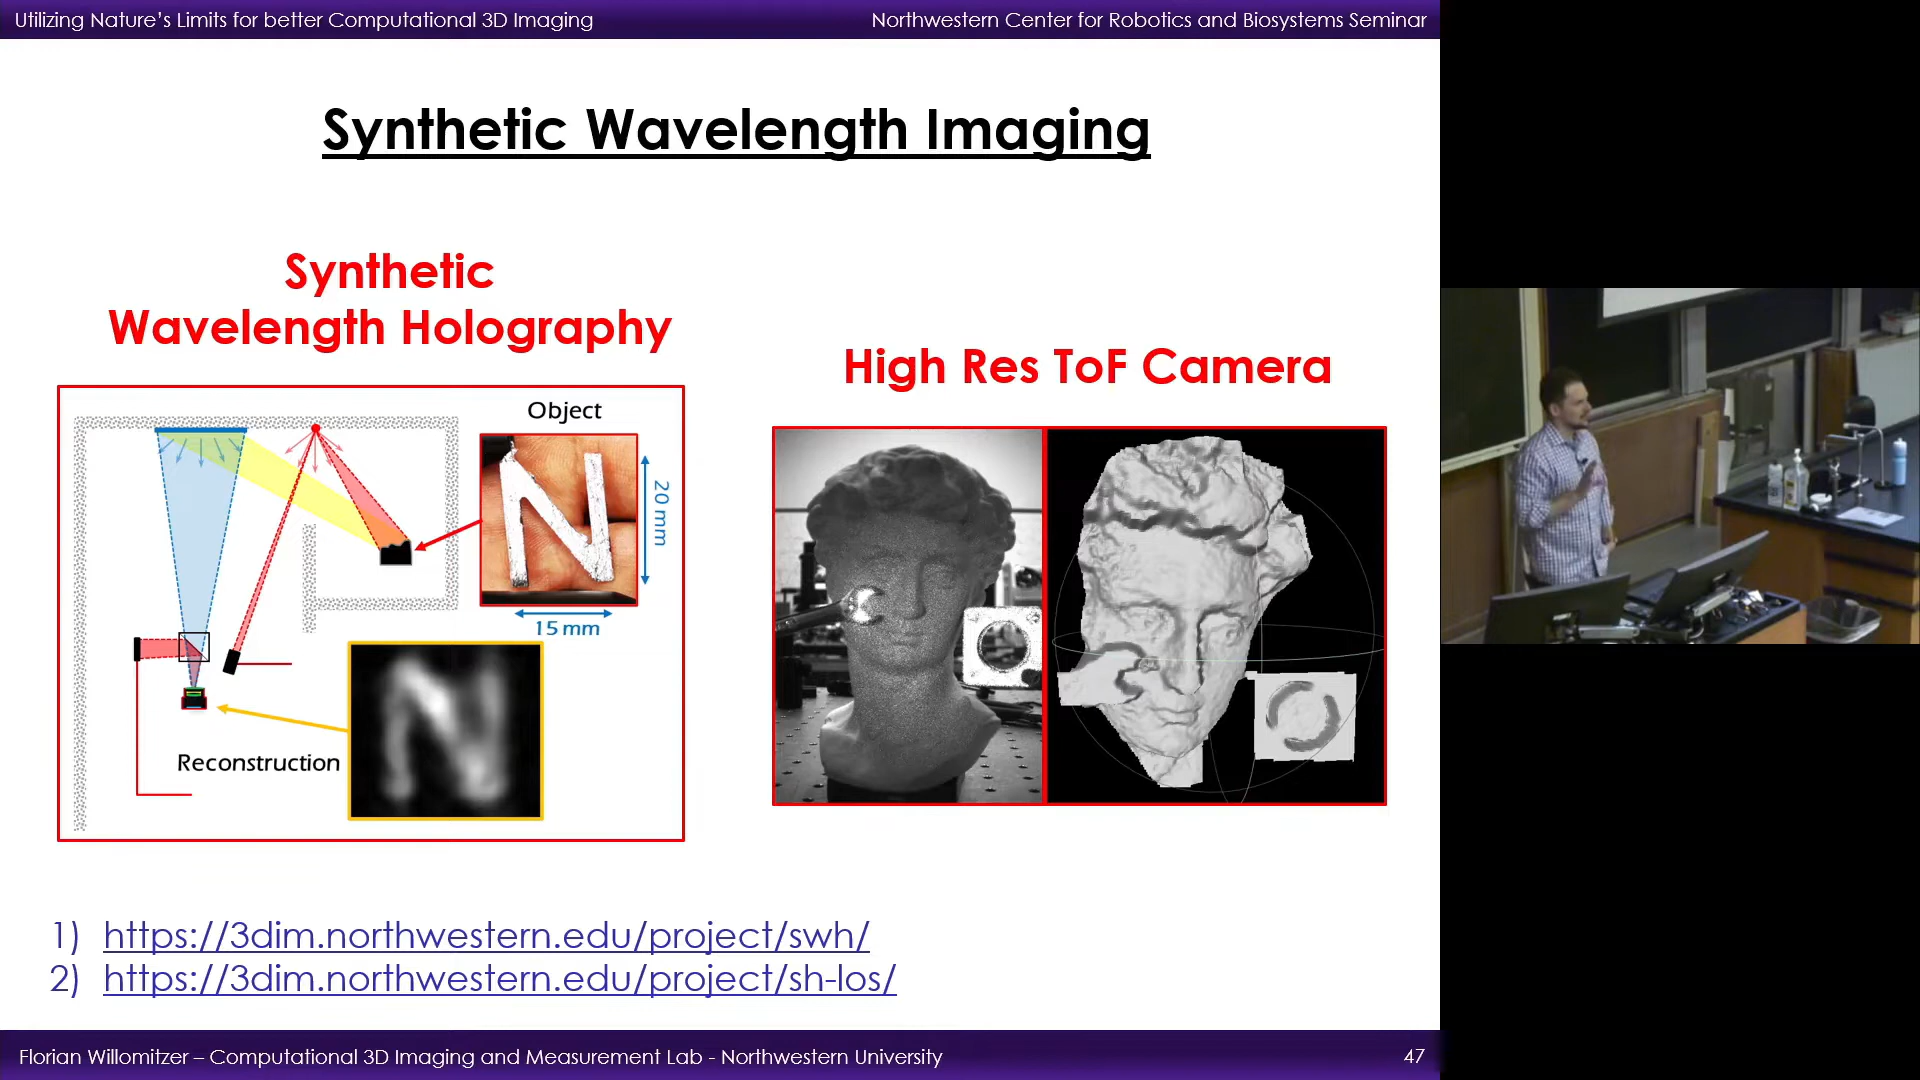 Utilizing Nature’s Limits for better Computational 3D Imaging
Northwestern Center for Robotics and Biosystems Seminar
Synthetic Wavelength Imaging
Synthetic
Wavelength Holography
High Res ToF Camera
Object
20 mm
15 mm
Reconstruction
1) https://3dim.northwestern.edu/project/swh/
2) https://3dim.northwestern.edu/project/sh-los/
Florian Willomitzer – Computational 3D Imaging and Measurement Lab - Northwestern University
47